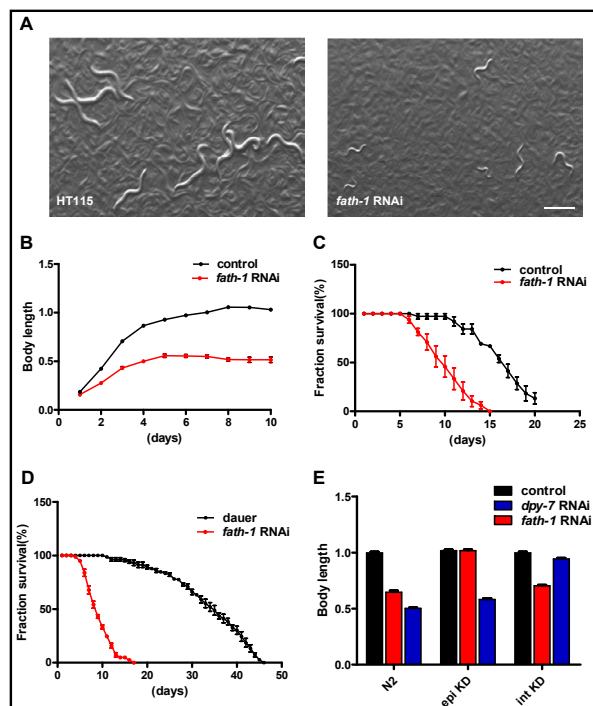 A
HT115
fath-1 RNAi
B
control
fath-1 RNAi
Body length
1.5
1.0
0.5
0.0
0 2 4 6 8 10
(days)
C
control
fath-1 RNAi
Fraction survival(%)
150
100
50
0
0 5 10 15 20 25
(days)
D
dauer
fath-1 RNAi
Fraction survival(%)
150
100
50
0
0 10 20 30 40 50
(days)
E
control
dpy-7 RNAi
fath-1 RNAi
Body length
1.5
1.0
0.5
0.0
N2
epi KD
int KD